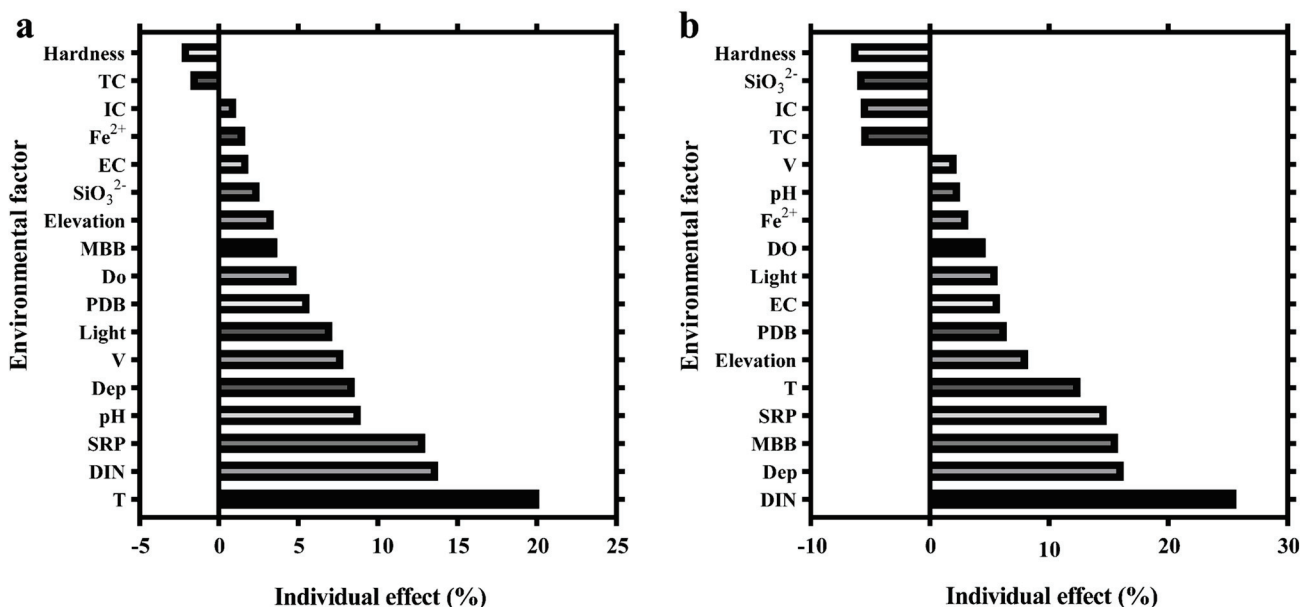 a
Environmental factor
Hardness
TC
IC
Fe²⁺
EC
SiO₃²⁻
Elevation
MBB
Do
PDB
Light
V
Dep
pH
SRP
DIN
T
-5 0 5 10 15 20 25
Individual effect (%)
b
Environmental factor
Hardness
SiO₃²⁻
IC
TC
V
pH
Fe²⁺
DO
Light
EC
PDB
Elevation
T
SRP
MBB
Dep
DIN
-10 0 10 20 30
Individual effect (%)